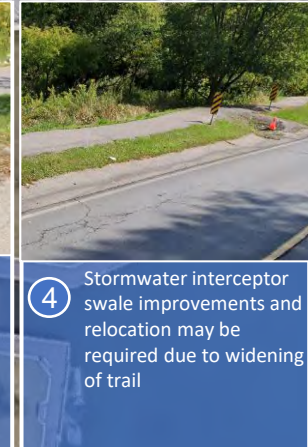 4
Stormwater interceptor
swale improvements and
relocation may be
required due to widening
of trail